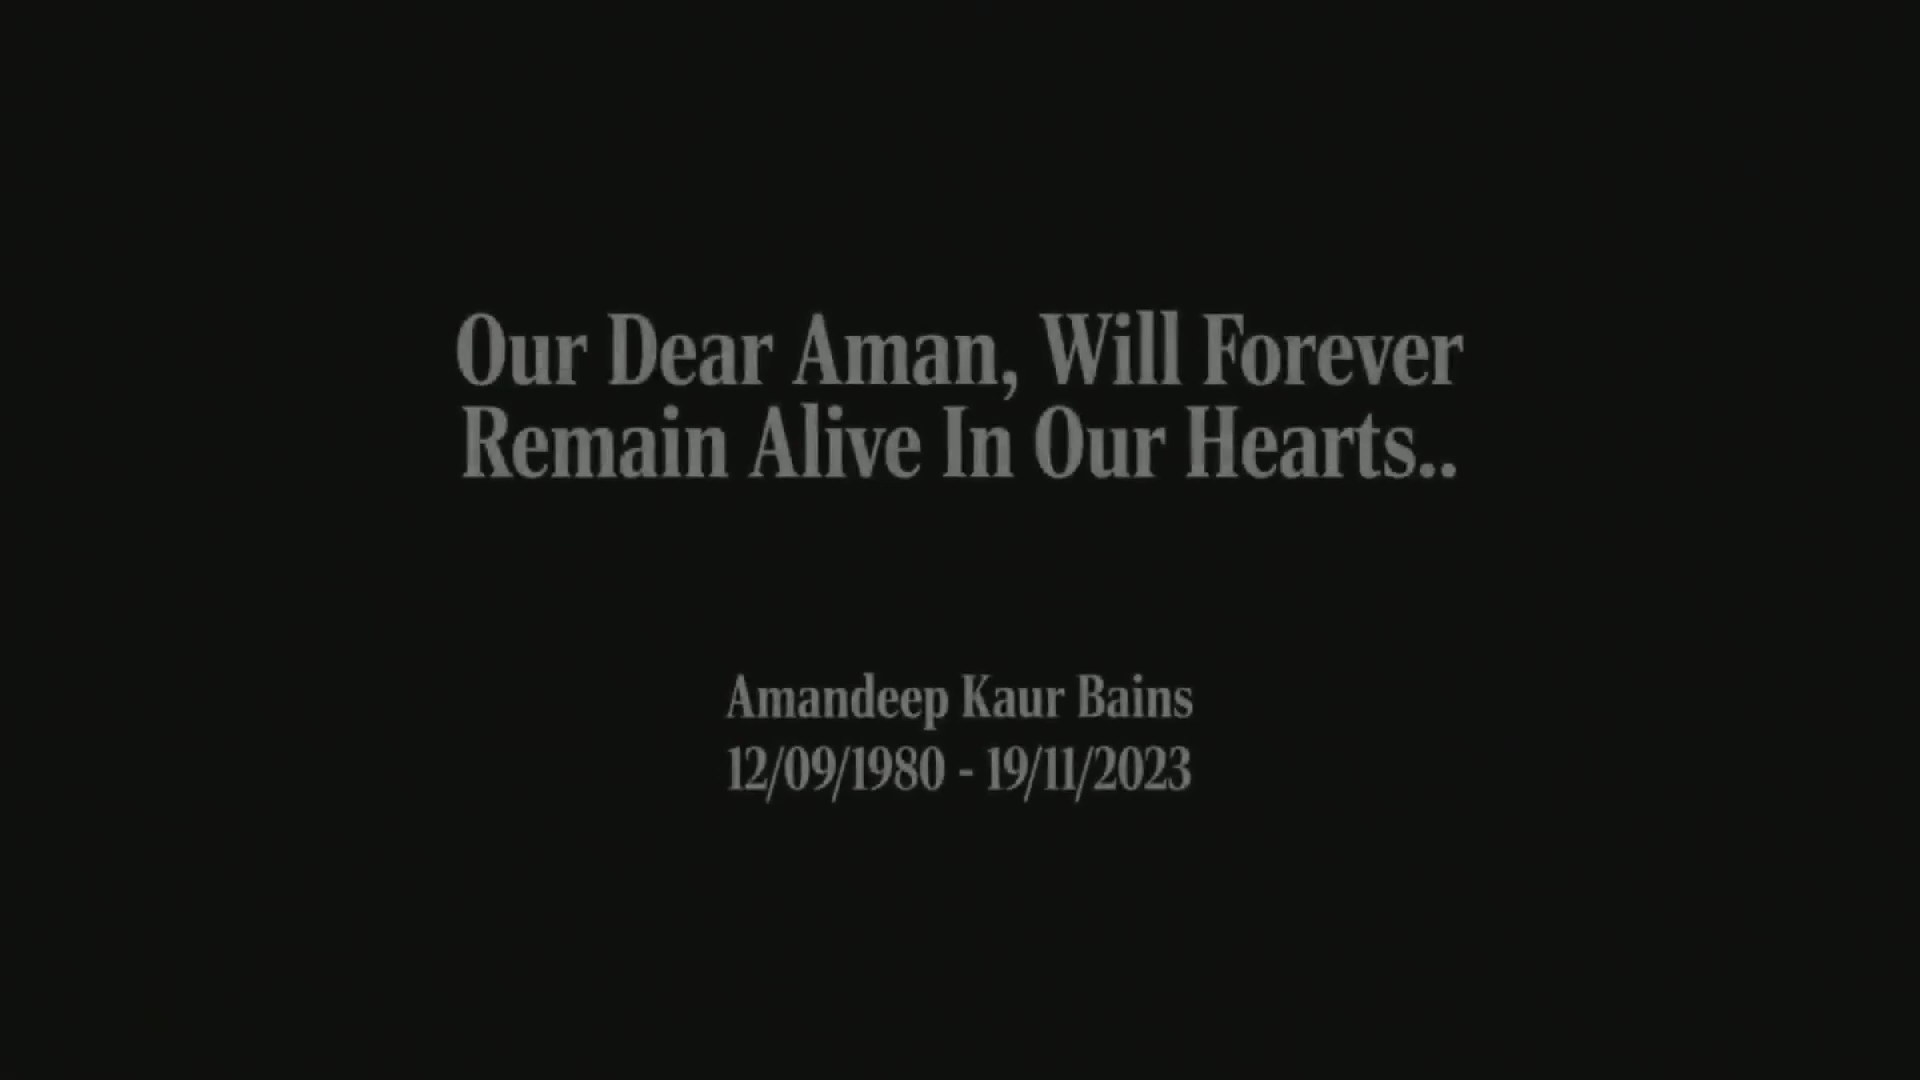 Our Dear Aman, Will Forever
Remain Alive In Our Hearts..
Amandeep Kaur Bains
12/09/1980 - 19/11/2023